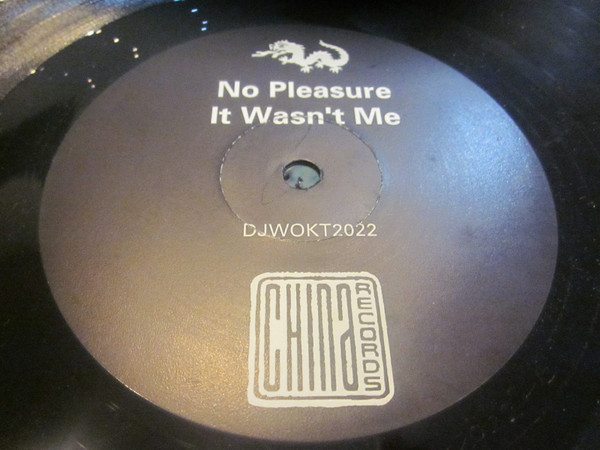 No Pleasure
It Wasn't Me
DJWOKT2022
CHINA
RECORDS